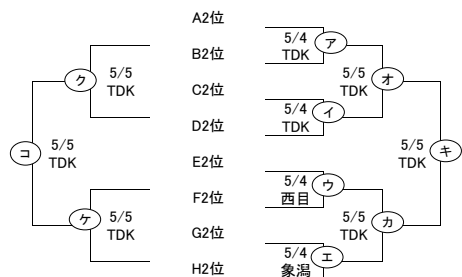 A2位
5/4
ア
TDK
B2位
5/5
ク
5/5
TDK
オ
TDK
C2位
5/4
イ
TDK
D2位
5/5
コ
TDK
5/5
キ
TDK
E2位
5/4
ウ
西目
F2位
5/5
ケ
TDK
5/5
カ
TDK
G2位
5/4
エ
象潟
H2位